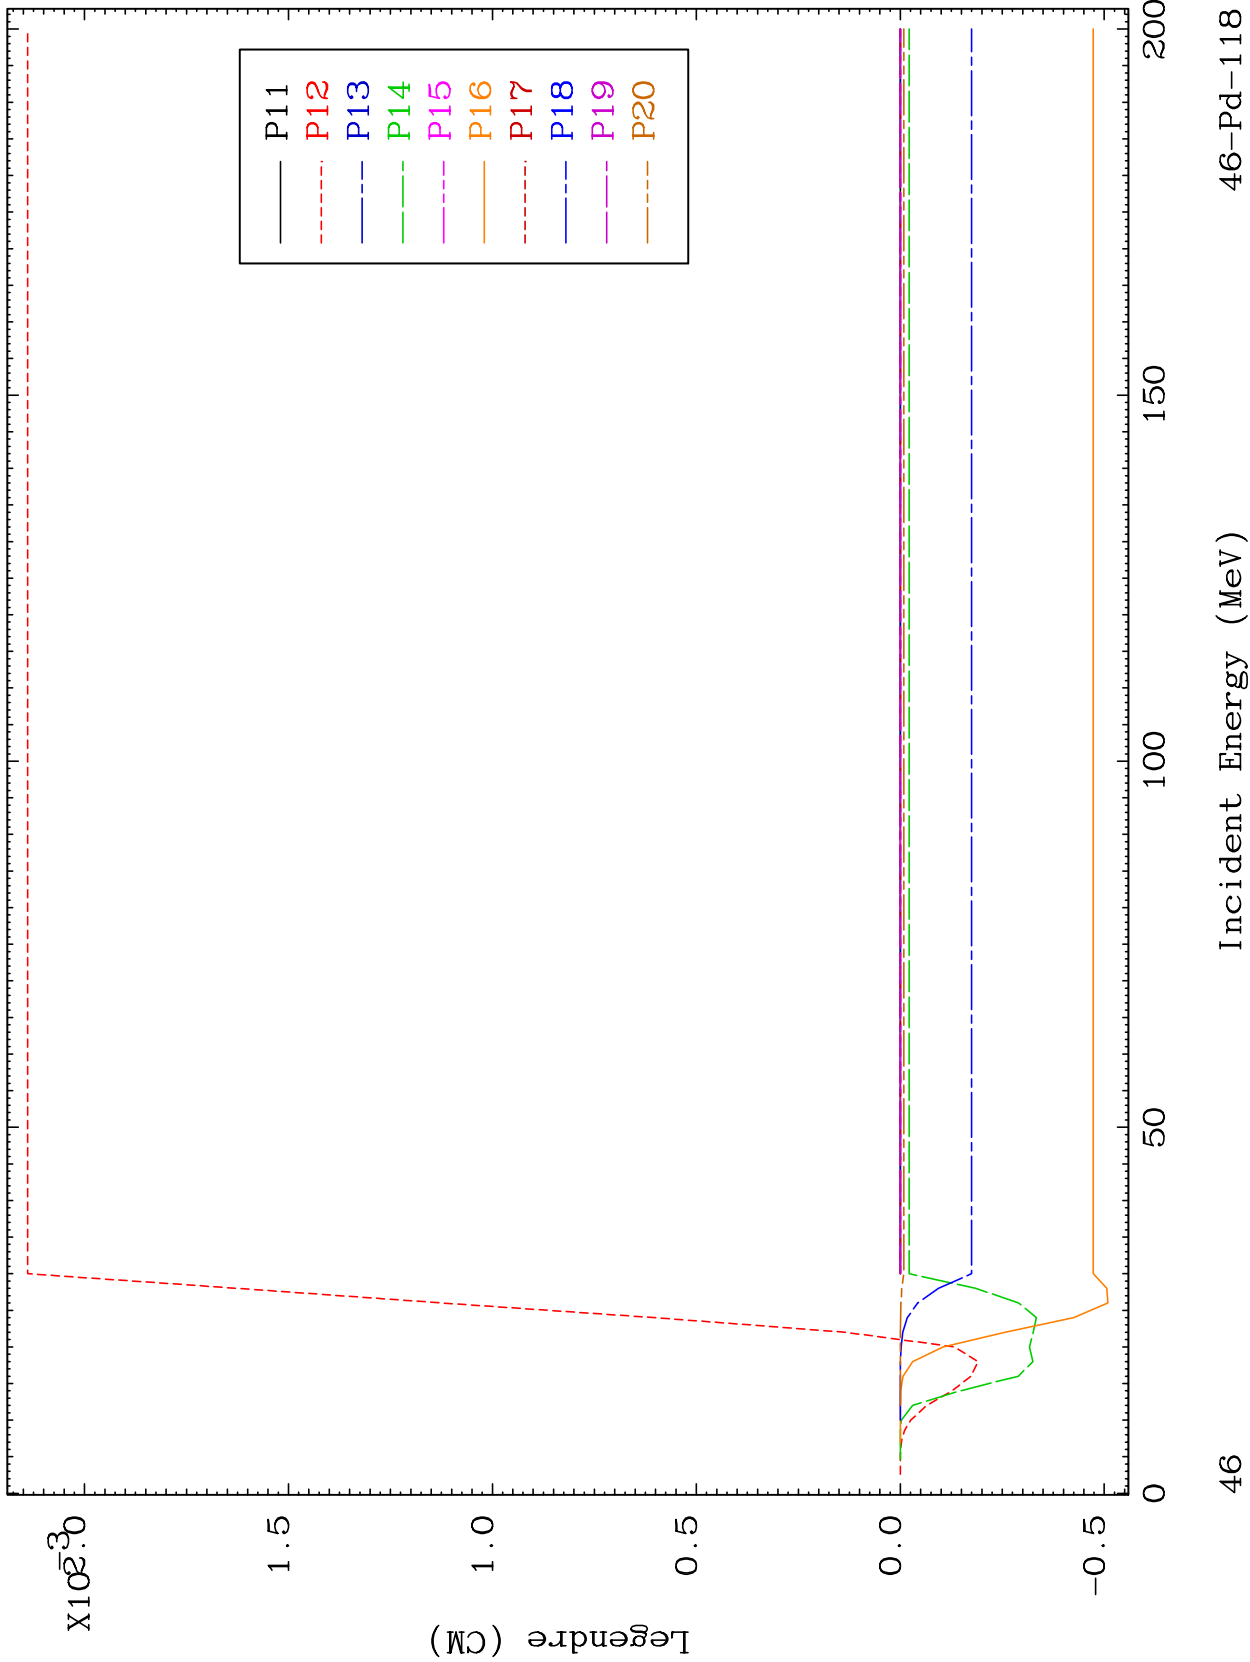 X10-3
2.0
1.5
1.0
0.5
0.0
-0.5
Legendre (CM)
P11
P12
P13
P14
P15
P16
P17
P18
P19
P20
0
50
100
150
200
Incident Energy (MeV)
46
46-Pd-118